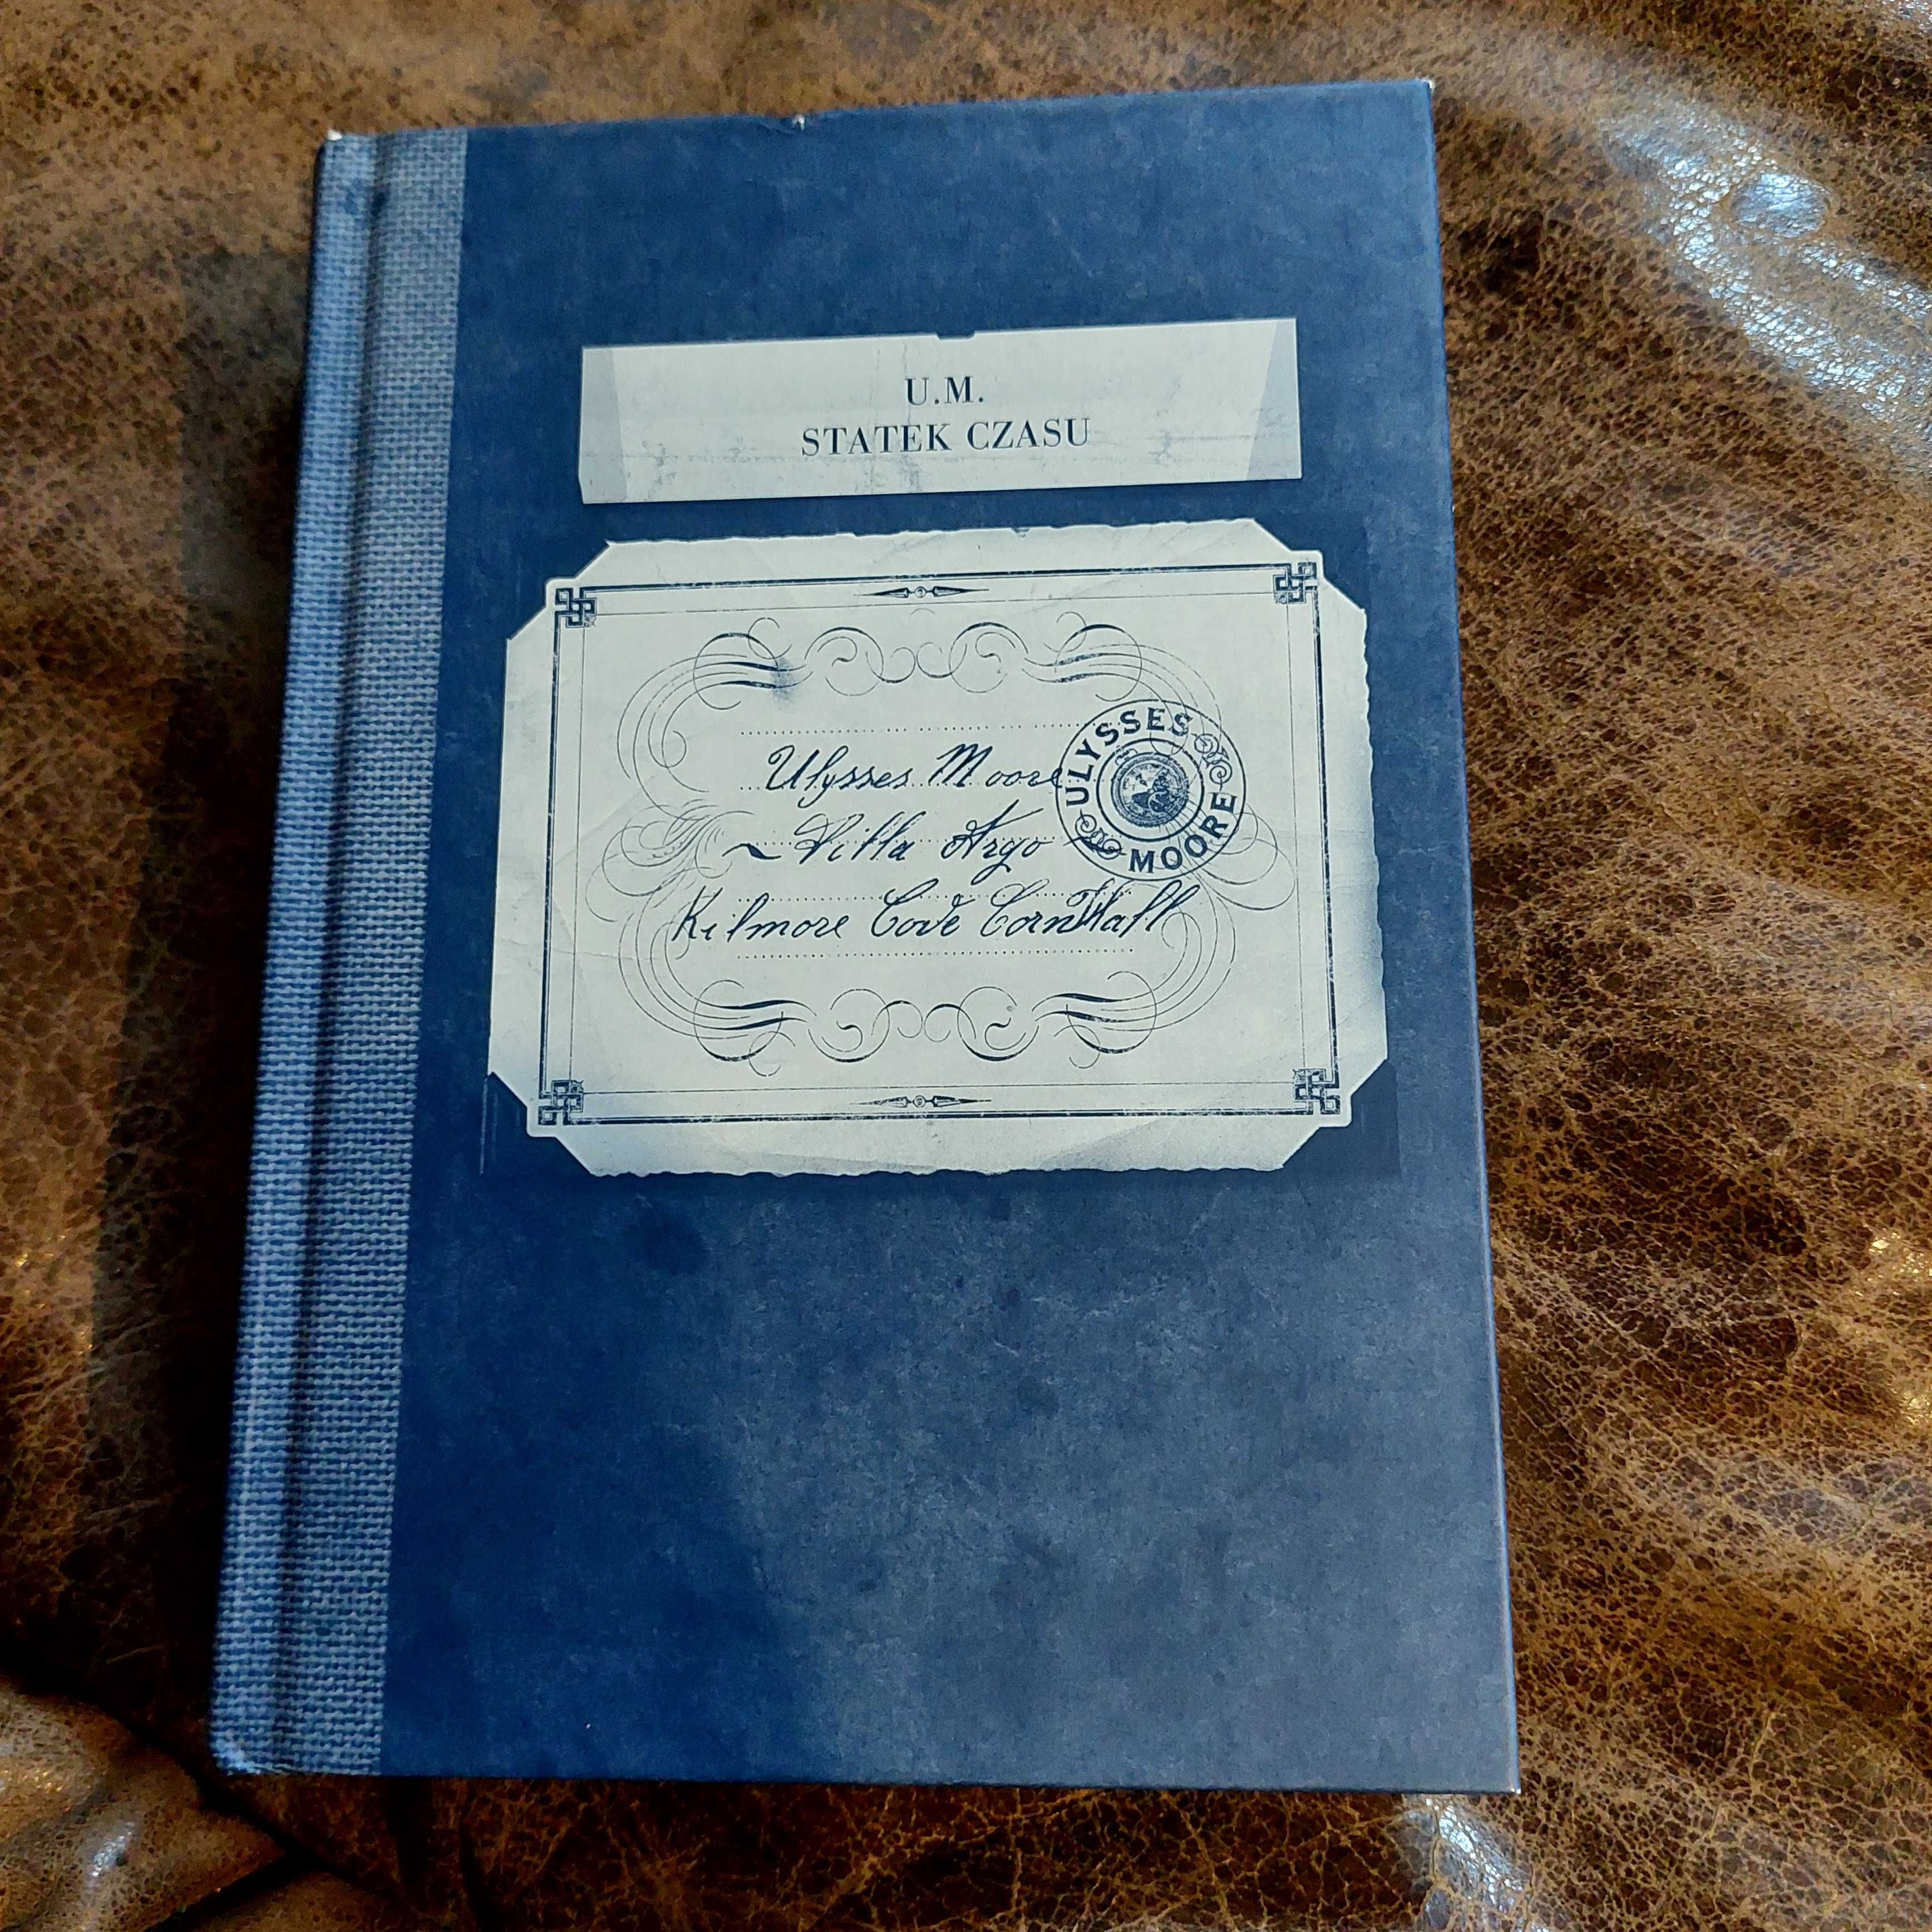 U.M.
STATEK CZASU
Ulysses Moore
~ Villa Argo
Kilmore Cove Cornwall
ULYSSES
MOORE